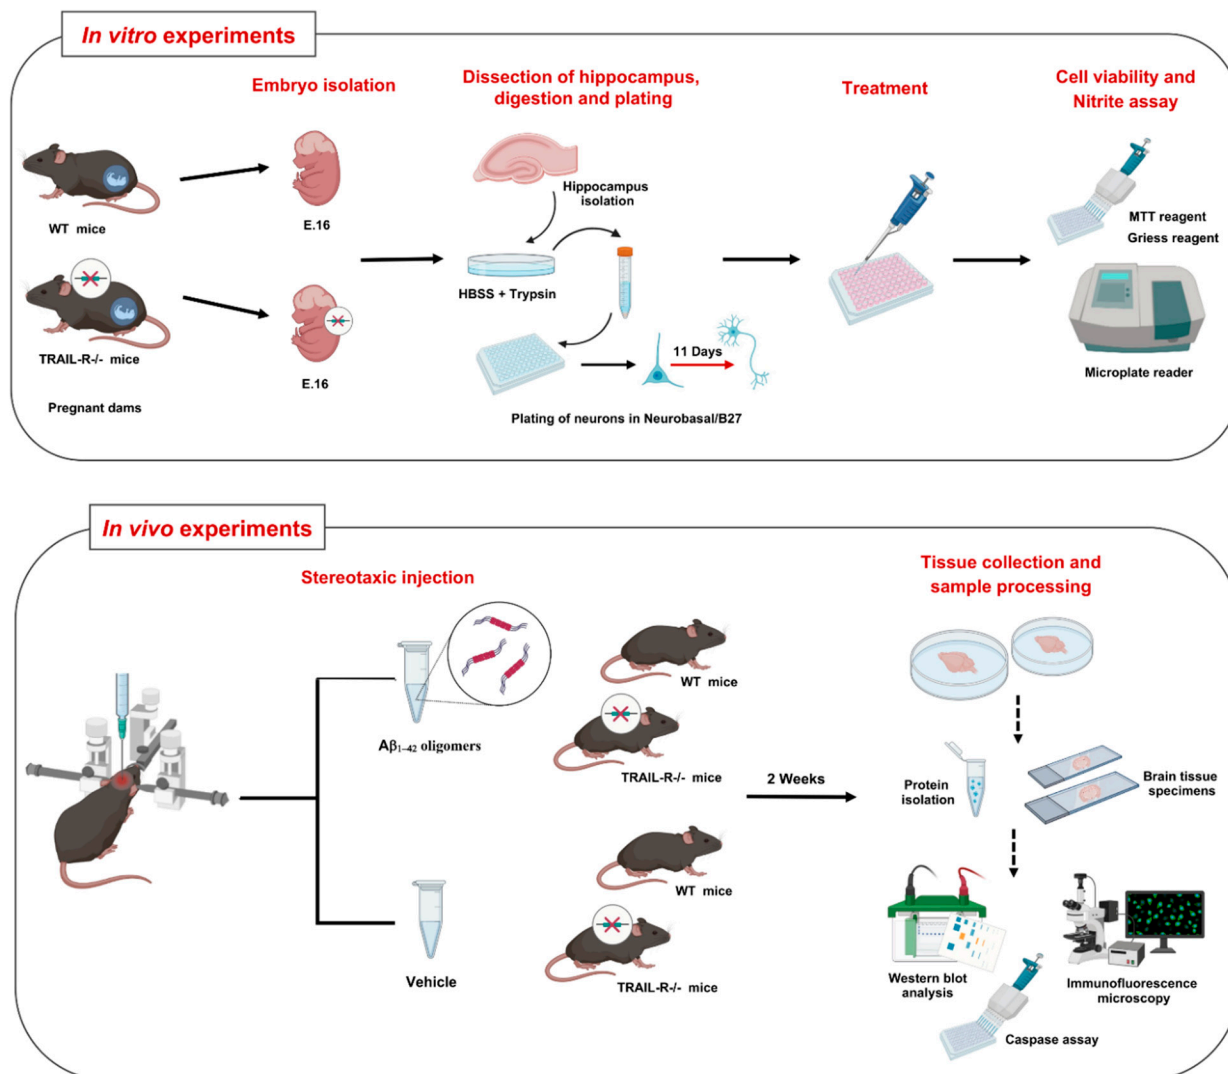 In vitro experiments
Embryo isolation
Dissection of hippocampus,
digestion and plating
Treatment
Cell viability and
Nitrite assay
WT mice
E.16
TRAIL-R-/- mice
E.16
Pregnant dams
Hippocampus
isolation
HBSS + Trypsin
11 Days
Plating of neurons in Neurobasal/B27
MTT reagent
Griess reagent
Microplate reader
In vivo experiments
Stereotaxic injection
Tissue collection and
sample processing
Aβ1–42 oligomers
WT mice
TRAIL-R-/- mice
2 Weeks
WT mice
TRAIL-R-/- mice
Vehicle
Protein
isolation
Brain tissue
specimens
Western blot
analysis
Immunofluorescence
microscopy
Caspase assay